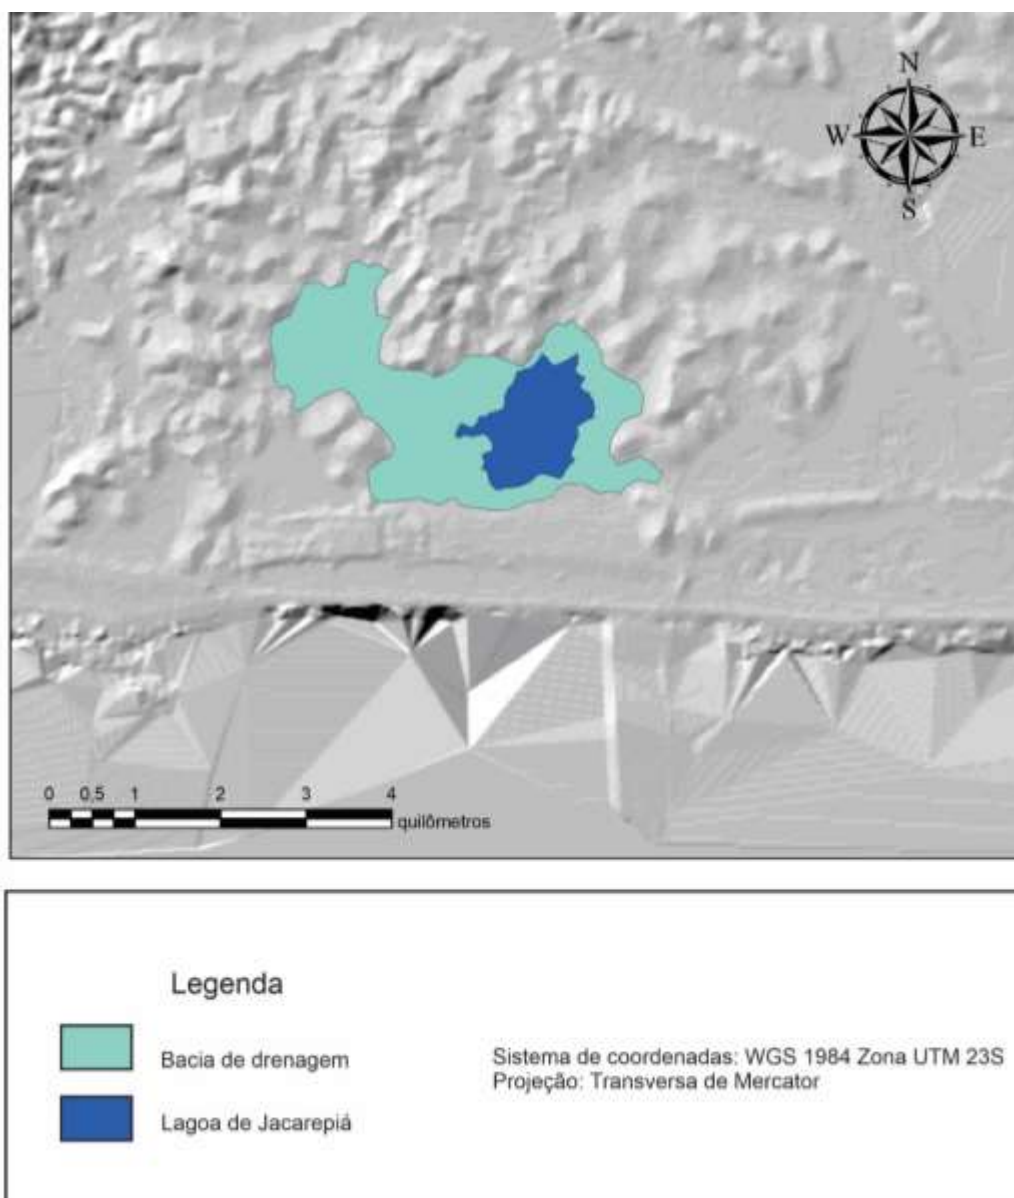 N
W E
S
0 0,5 1 2 3 4
quilômetros
Legenda
Bacia de drenagem
Lagoa de Jacarepiá
Sistema de coordenadas: WGS 1984 Zona UTM 23S
Projeção: Transversa de Mercator